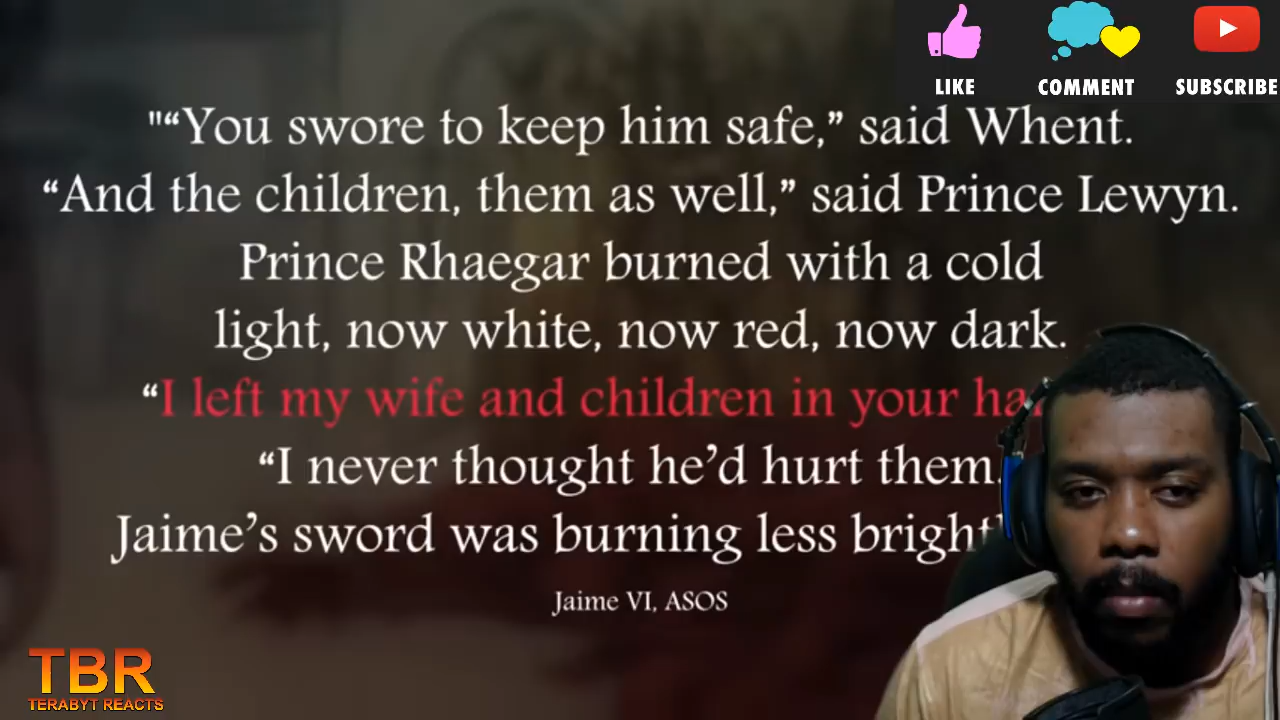 LIKE
COMMENT
SUBSCRIBE
"“You swore to keep him safe,” said Whent.
“And the children, them as well,” said Prince Lewyn.
Prince Rhaegar burned with a cold
light, now white, now red, now dark.
“I left my wife and children in your
“I never thought he’d hurt them.
Jaime’s sword was burning less
Jaime VI, ASOS
TBR
TERABYT REACTS